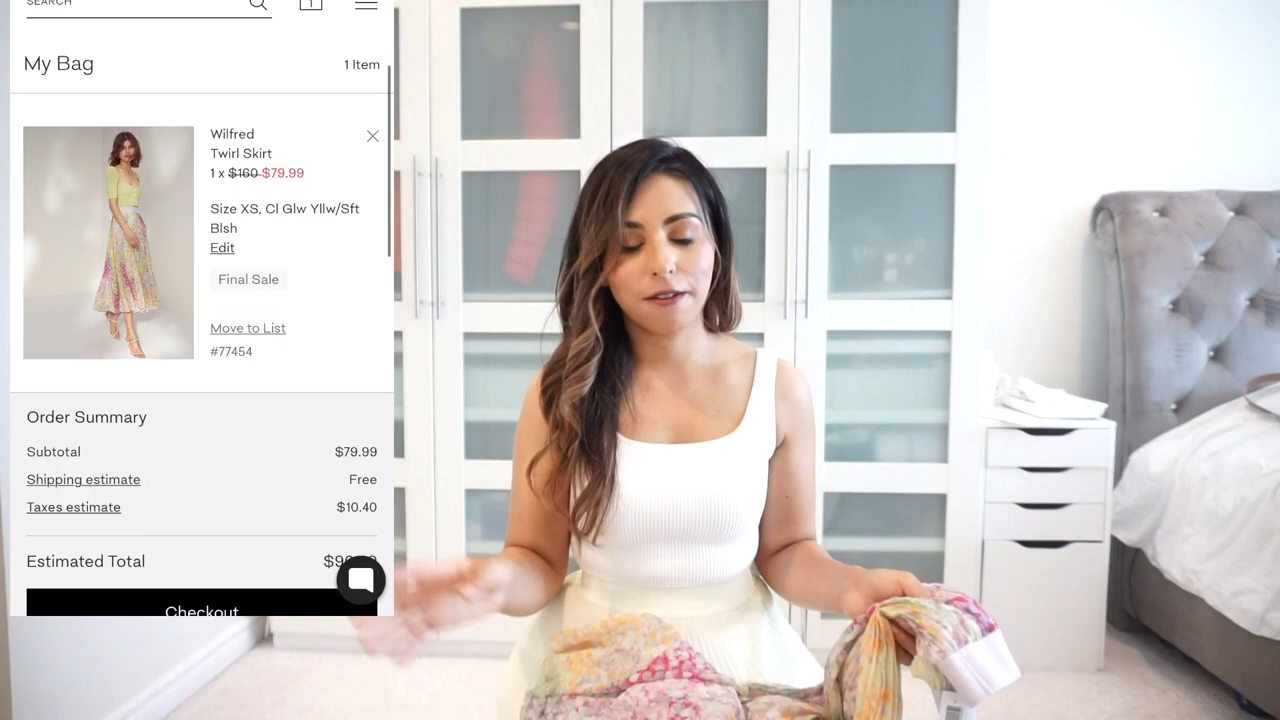 SEARCH
1
My Bag
1 Item
Wilfred
Twirl Skirt
1 x $160 $79.99
Size XS, Cl Glw Yllw/Sft
Blsh
Edit
Final Sale
Move to List
#77454
Order Summary
Subtotal $79.99
Shipping estimate Free
Taxes estimate $10.40
Estimated Total
Checkout